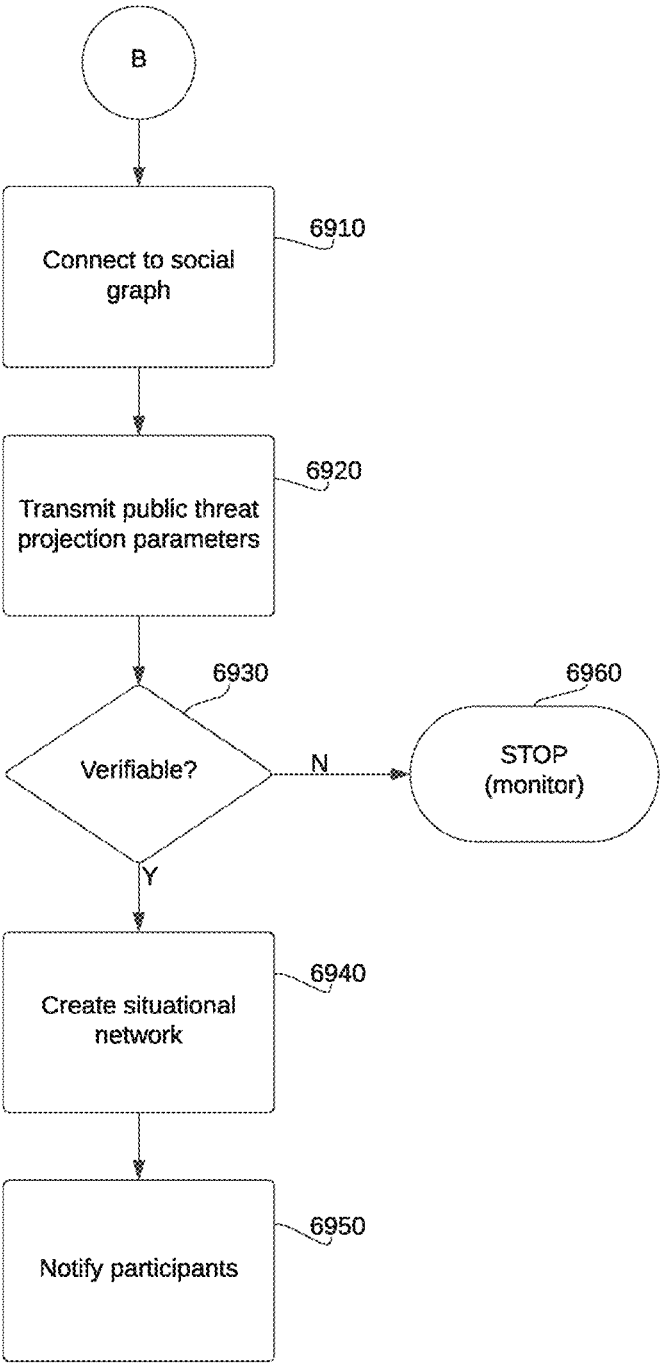 B
6910
Connect to social
graph
6920
Transmit public threat
projection parameters
6930
6960
Verifiable?
N
STOP
(monitor)
Y
6940
Create situational
network
6950
Notify participants